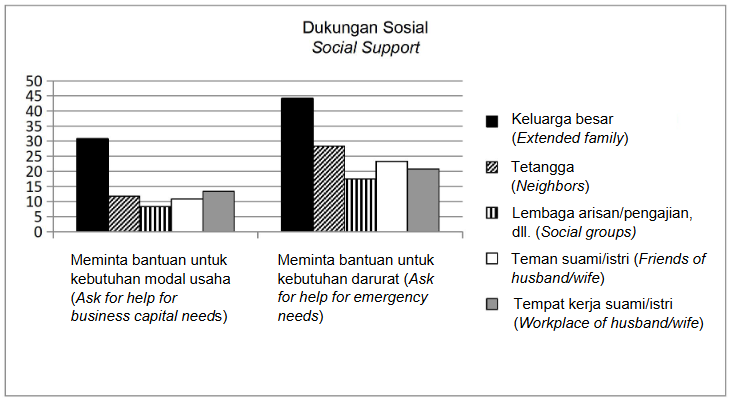 Dukungan Sosial
Social Support
50
45
40
35
30
25
20
15
10
5
0
Meminta bantuan untuk
kebutuhan modal usaha
(Ask for help for
business capital needs)
Meminta bantuan untuk
kebutuhan darurat (Ask
for help for emergency
needs)
Keluarga besar
(Extended family)
Tetangga
(Neighbors)
Lembaga arisan/pengajian,
dll. (Social groups)
Teman suami/istri (Friends of
husband/wife)
Tempat kerja suami/istri
(Workplace of husband/wife)